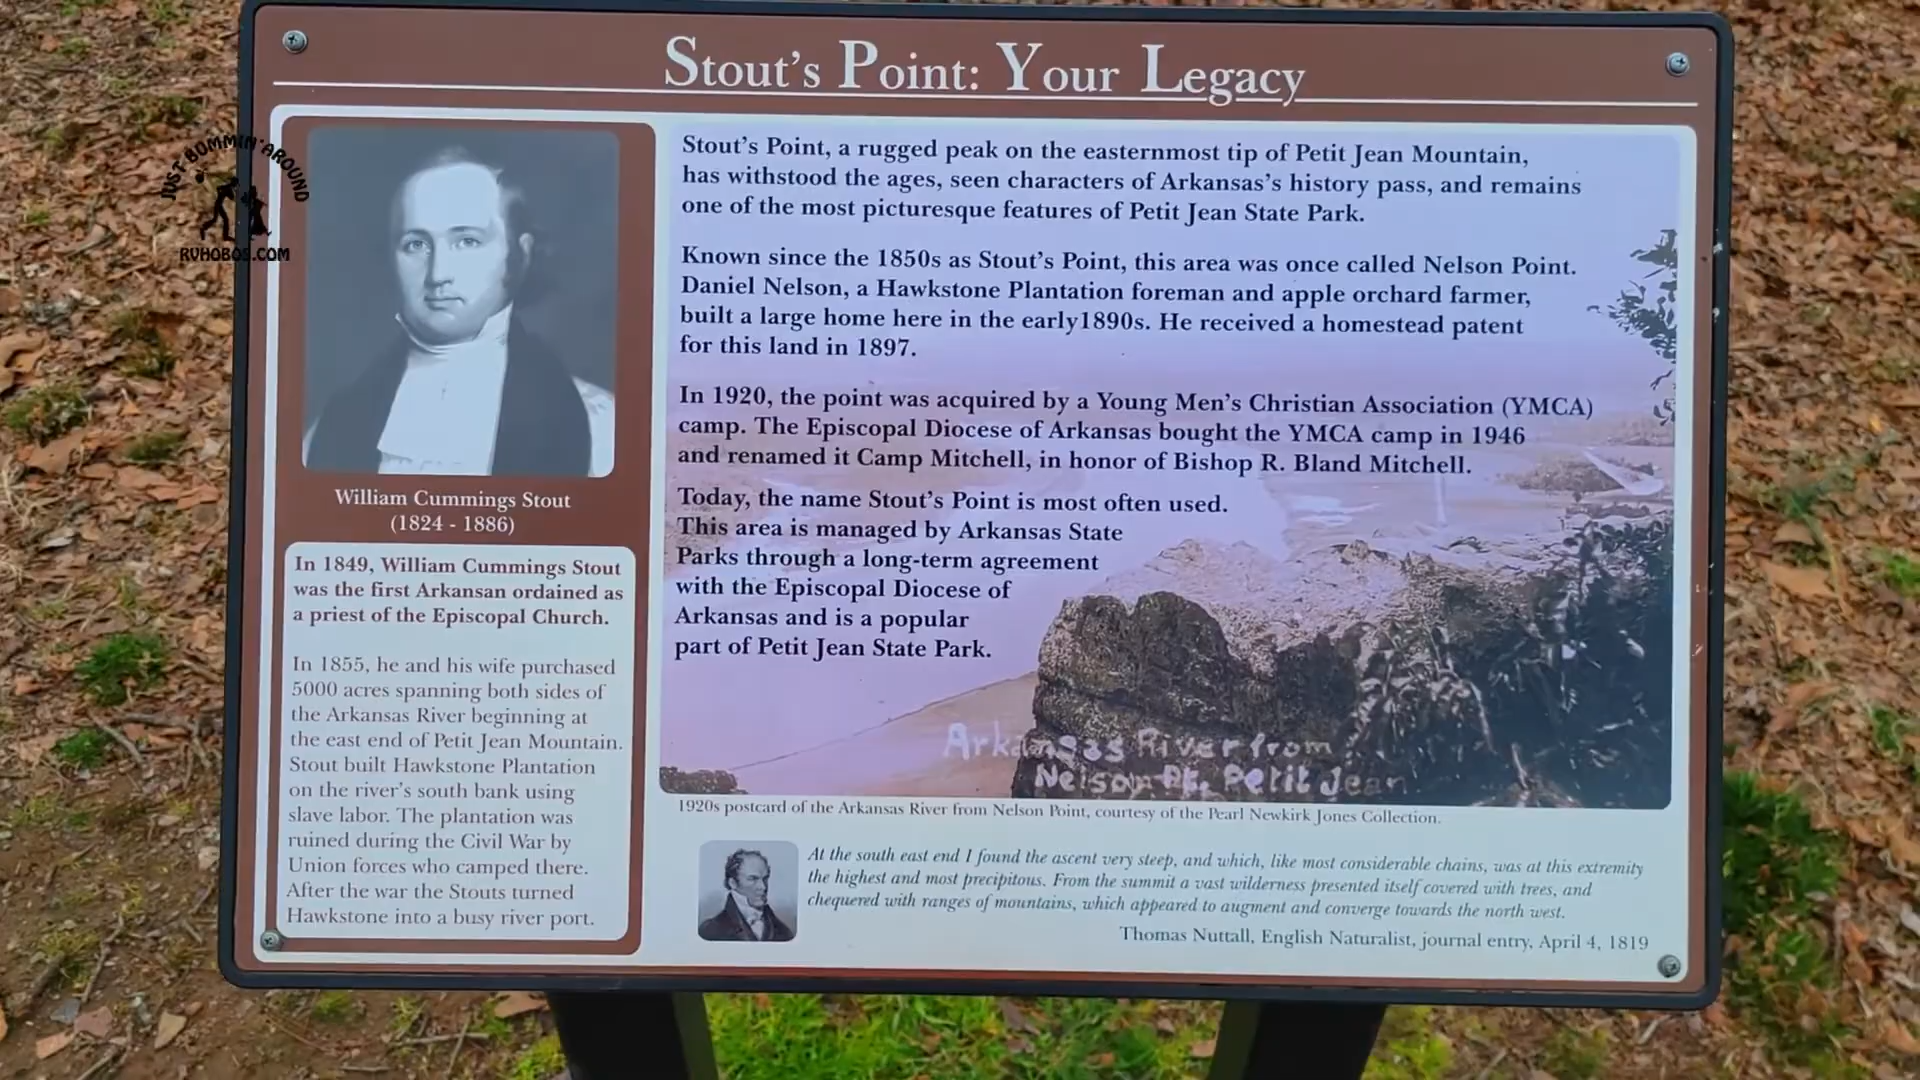 Stout's Point: Your Legacy
JUST BOMMIN' AROUND
RVHOBOS.COM
William Cummings Stout
(1824 - 1886)
In 1849, William Cummings Stout
was the first Arkansan ordained as
a priest of the Episcopal Church.
In 1855, he and his wife purchased
5000 acres spanning both sides of
the Arkansas River beginning at
the east end of Petit Jean Mountain.
Stout built Hawkstone Plantation
on the river's south bank using
slave labor. The plantation was
ruined during the Civil War by
Union forces who camped there.
After the war the Stouts turned
Hawkstone into a busy river port.
Stout's Point, a rugged peak on the easternmost tip of Petit Jean Mountain,
has withstood the ages, seen characters of Arkansas's history pass, and remains
one of the most picturesque features of Petit Jean State Park.
Known since the 1850s as Stout's Point, this area was once called Nelson Point.
Daniel Nelson, a Hawkstone Plantation foreman and apple orchard farmer,
built a large home here in the early1890s. He received a homestead patent
for this land in 1897.
In 1920, the point was acquired by a Young Men's Christian Association (YMCA)
camp. The Episcopal Diocese of Arkansas bought the YMCA camp in 1946
and renamed it Camp Mitchell, in honor of Bishop R. Bland Mitchell.
Today, the name Stout's Point is most often used.
This area is managed by Arkansas State
Parks through a long-term agreement
with the Episcopal Diocese of
Arkansas and is a popular
part of Petit Jean State Park.
Arkansas River from
Nelson Pt. Petit Jean
1920s postcard of the Arkansas River from Nelson Point, courtesy of the Pearl Newkirk Jones Collection.
At the south east end I found the ascent very steep, and which, like most considerable chains, was at this extremity
the highest and most precipitous. From the summit a vast wilderness presented itself covered with trees, and
chequered with ranges of mountains, which appeared to augment and converge towards the north west.
Thomas Nuttall, English Naturalist, journal entry, April 4, 1819